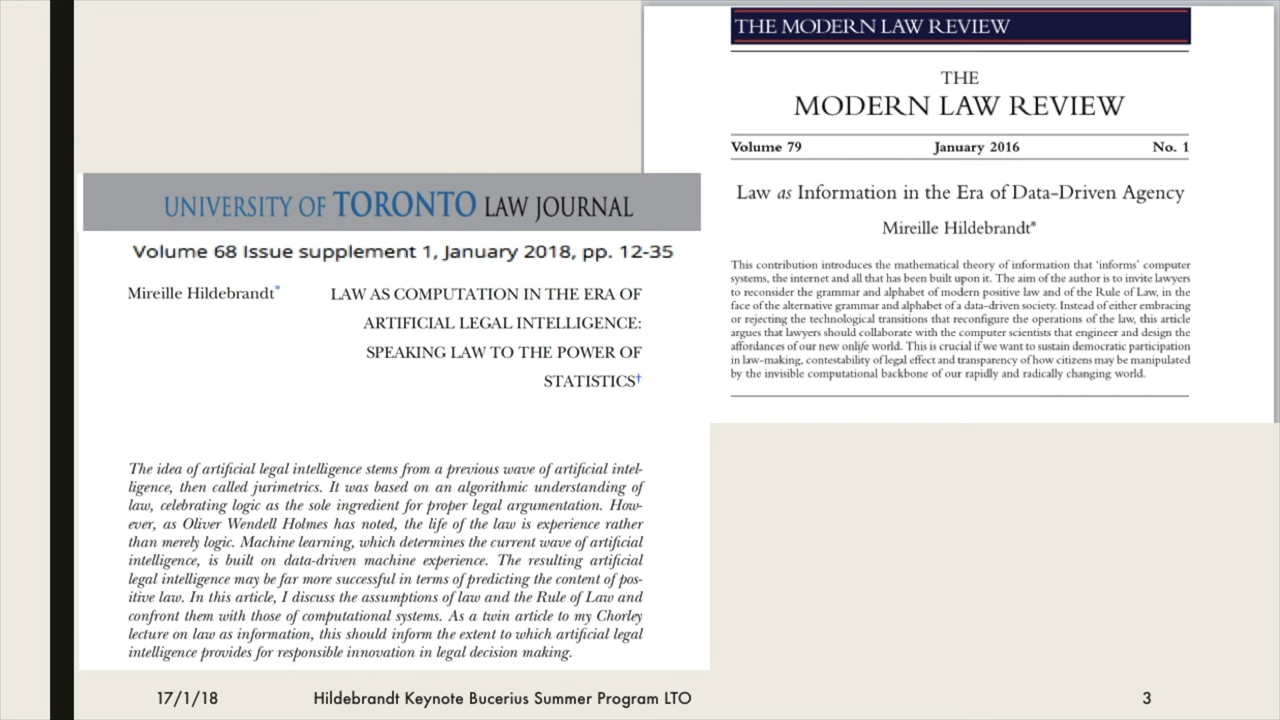 THE MODERN LAW REVIEW
THE
MODERN LAW REVIEW
Volume 79 January 2016 No. 1
Law as Information in the Era of Data-Driven Agency
Mireille Hildebrandt*
This contribution introduces the mathematical theory of information that ‘informs’ computer
systems, the internet and all that has been built upon it. The aim of the author is to invite lawyers
to reconsider the grammar and alphabet of modern positive law and of the Rule of Law, in the
face of the alternative grammar and alphabet of a data-driven society. Instead of either embracing
or rejecting the technological transitions that reconfigure the operations of the law, this article
argues that lawyers should collaborate with the computer scientists that engineer and design the
affordances of our new onlife world. This is crucial if we want to sustain democratic participation
in law-making, contestability of legal effect and transparency of how citizens may be manipulated
by the invisible computational backbone of our rapidly and radically changing world.
UNIVERSITY OF TORONTO LAW JOURNAL
Volume 68 Issue supplement 1, January 2018, pp. 12-35
Mireille Hildebrandt* LAW AS COMPUTATION IN THE ERA OF
ARTIFICIAL LEGAL INTELLIGENCE:
SPEAKING LAW TO THE POWER OF
STATISTICS†
The idea of artificial legal intelligence stems from a previous wave of artificial intel-
ligence, then called jurimetrics. It was based on an algorithmic understanding of
law, celebrating logic as the sole ingredient for proper legal argumentation. How-
ever, as Oliver Wendell Holmes has noted, the life of the law is experience rather
than merely logic. Machine learning, which determines the current wave of artificial
intelligence, is built on data-driven machine experience. The resulting artificial
legal intelligence may be far more successful in terms of predicting the content of pos-
itive law. In this article, I discuss the assumptions of law and the Rule of Law and
confront them with those of computational systems. As a twin article to my Chorley
lecture on law as information, this should inform the extent to which artificial legal
intelligence provides for responsible innovation in legal decision making.
17/1/18 Hildebrandt Keynote Bucerius Summer Program LTO 3